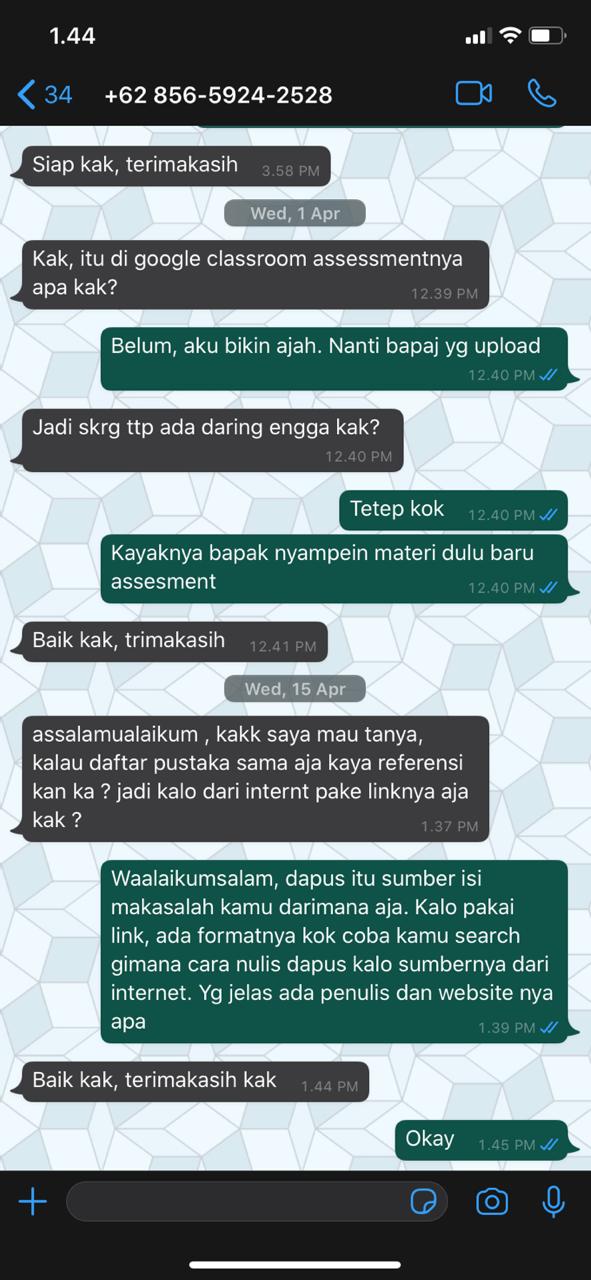 1.44
34
+62 856-5924-2528
Siap kak, terimakasih 3.58 PM
Wed, 1 Apr
Kak, itu di google classroom assessmentnya
apa kak?
12.39 PM
Belum, aku bikin ajah. Nanti bapaj yg upload
12.40 PM
Jadi skrg ttp ada daring engga kak?
12.40 PM
Tetep kok 12.40 PM
Kayaknya bapak nyampein materi dulu baru
assesment
12.40 PM
Baik kak, trimakasih 12.41 PM
Wed, 15 Apr
assalamualaikum , kakk saya mau tanya,
kalau daftar pustaka sama aja kaya referensi
kan ka ? jadi kalo dari internt pake linknya aja
kak ?
1.37 PM
Waalaikumsalam, dapus itu sumber isi
makasalah kamu darimana aja. Kalo pakai
link, ada formatnya kok coba kamu search
gimana cara nulis dapus kalo sumbernya dari
internet. Yg jelas ada penulis dan website nya
apa
1.39 PM
Baik kak, terimakasih kak 1.44 PM
Okay 1.45 PM